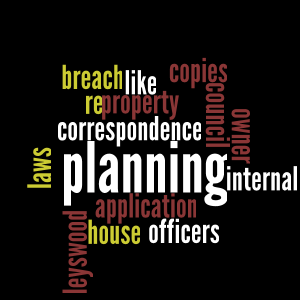 breach like copies
re property council
correspondence owner
laws planning internal
application
leyswood house officers